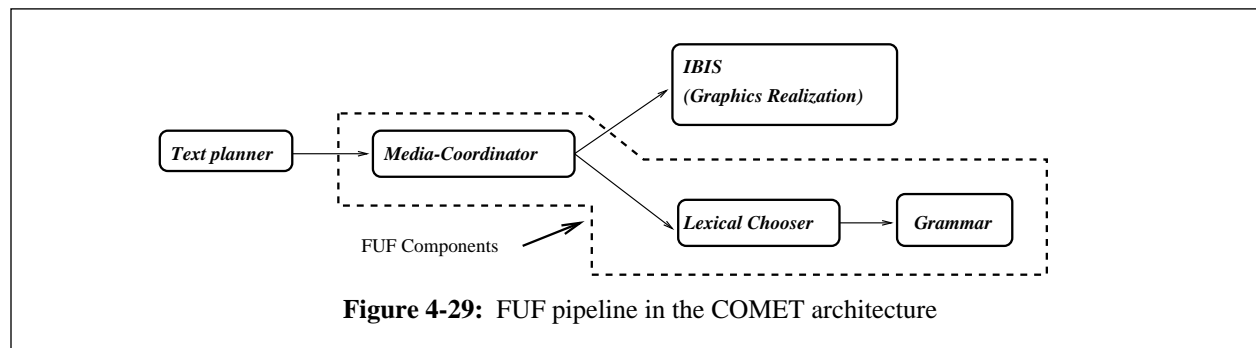 IBIS
(Graphics Realization)
Text planner
Media-Coordinator
Lexical Chooser
Grammar
FUF Components
Figure 4-29: FUF pipeline in the COMET architecture